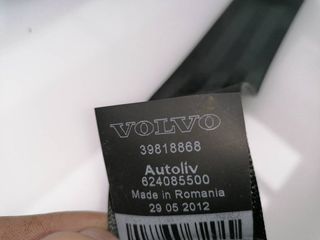 VOLVO
39818868
Autoliv
624085500
Made in Romania
29 05 2012